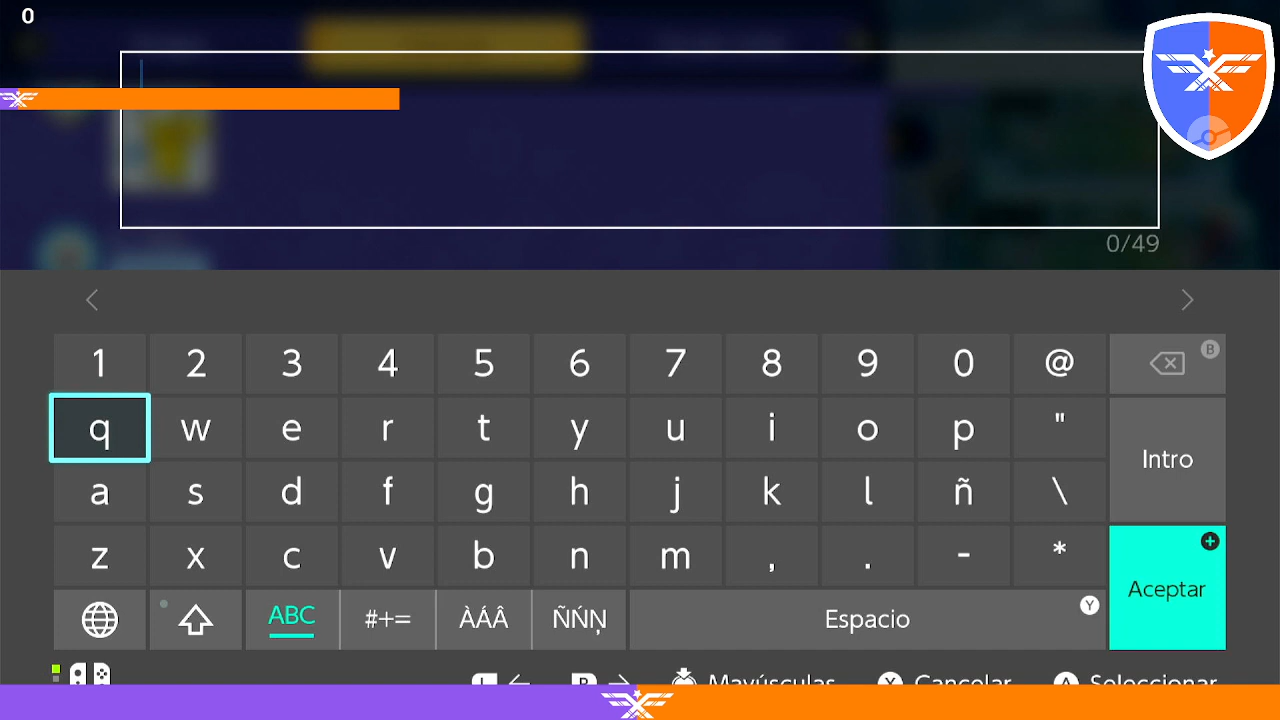 0
0/49
1 2 3 4 5 6 7 8 9 0 @ B
q w e r t y u i o p " Intro
a s d f g h j k l ñ \
z x c v b n m , . - * Aceptar
ABC #+= ÀÁÂ ÑŃŅ Espacio Y
L R Mayúsculas Y Cancelar A Seleccionar